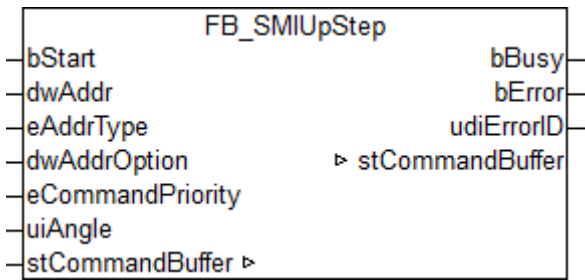 FB_SMIUpStep
bStart bBusy
dwAddr bError
eAddrType udiErrorID
dwAddrOption ▹ stCommandBuffer
eCommandPriority
uiAngle
stCommandBuffer ▹